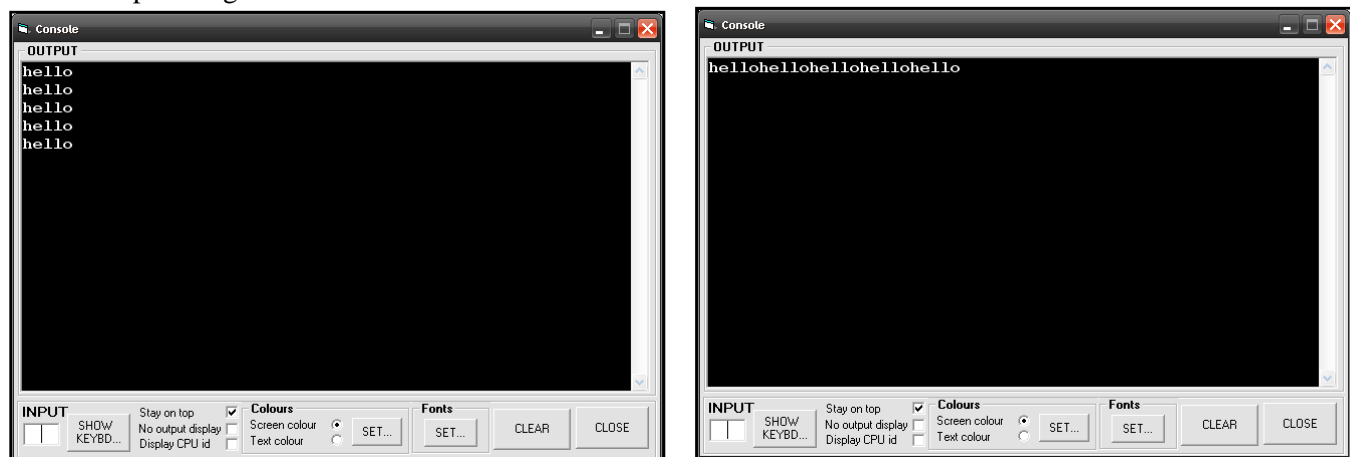 Console
OUTPUT
hello
hello
hello
hello
hello
INPUT
SHOW KEYBD...
Stay on top
No output display
Display CPU id
Colours
Screen colour
Text colour
SET...
Fonts
SET...
CLEAR
CLOSE
Console
OUTPUT
hellohellohellohellohello
INPUT
SHOW KEYBD...
Stay on top
No output display
Display CPU id
Colours
Screen colour
Text colour
SET...
Fonts
SET...
CLEAR
CLOSE